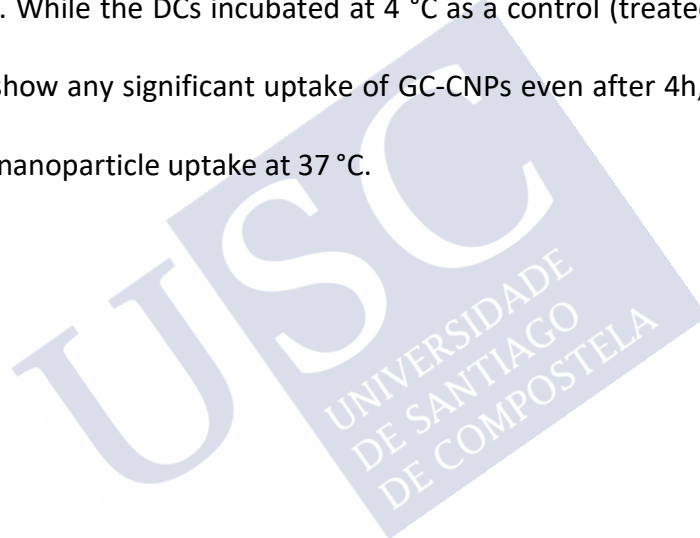 . While the DCs incubated at 4 °C as a control (treated
show any significant uptake of GC-CNPs even after 4h,
nanoparticle uptake at 37 °C.
USC
UNIVERSIDADE
DE SANTIAGO
DE COMPOSTELA